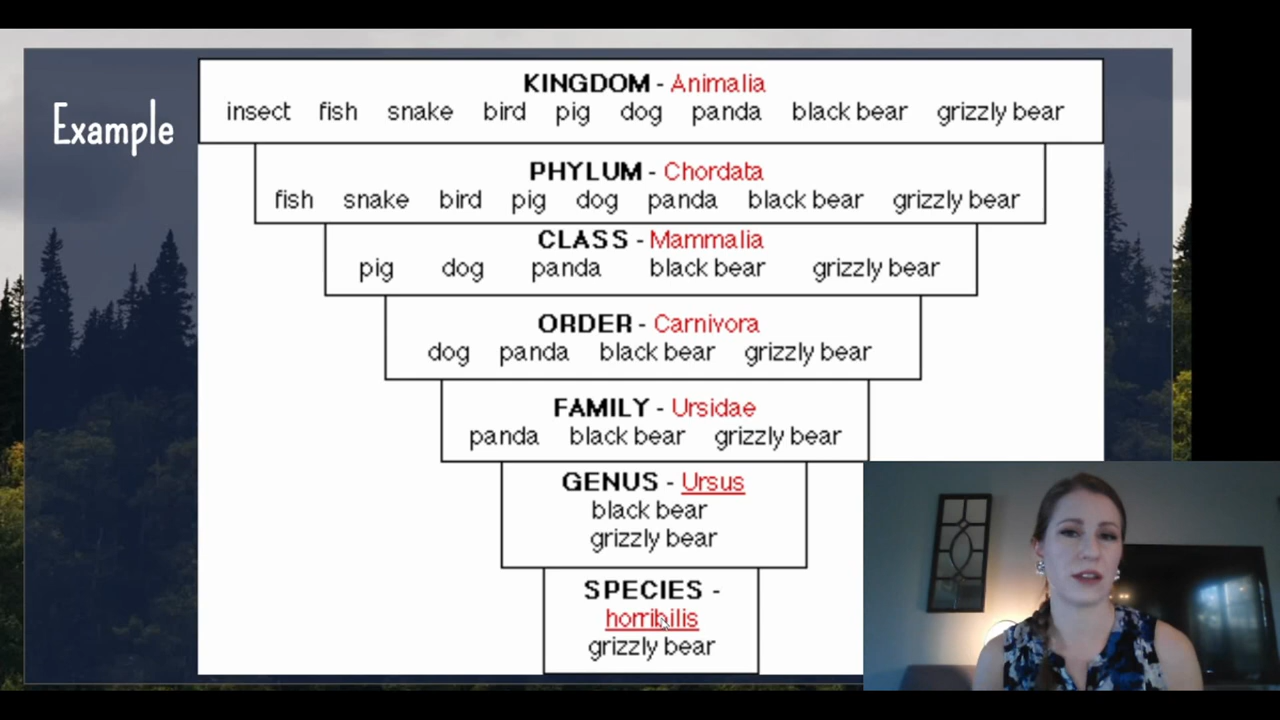 Example
KINGDOM - Animalia
insect fish snake bird pig dog panda black bear grizzly bear
PHYLUM - Chordata
fish snake bird pig dog panda black bear grizzly bear
CLASS - Mammalia
pig dog panda black bear grizzly bear
ORDER - Carnivora
dog panda black bear grizzly bear
FAMILY - Ursidae
panda black bear grizzly bear
GENUS - Ursus
black bear
grizzly bear
SPECIES -
horribilis
grizzly bear